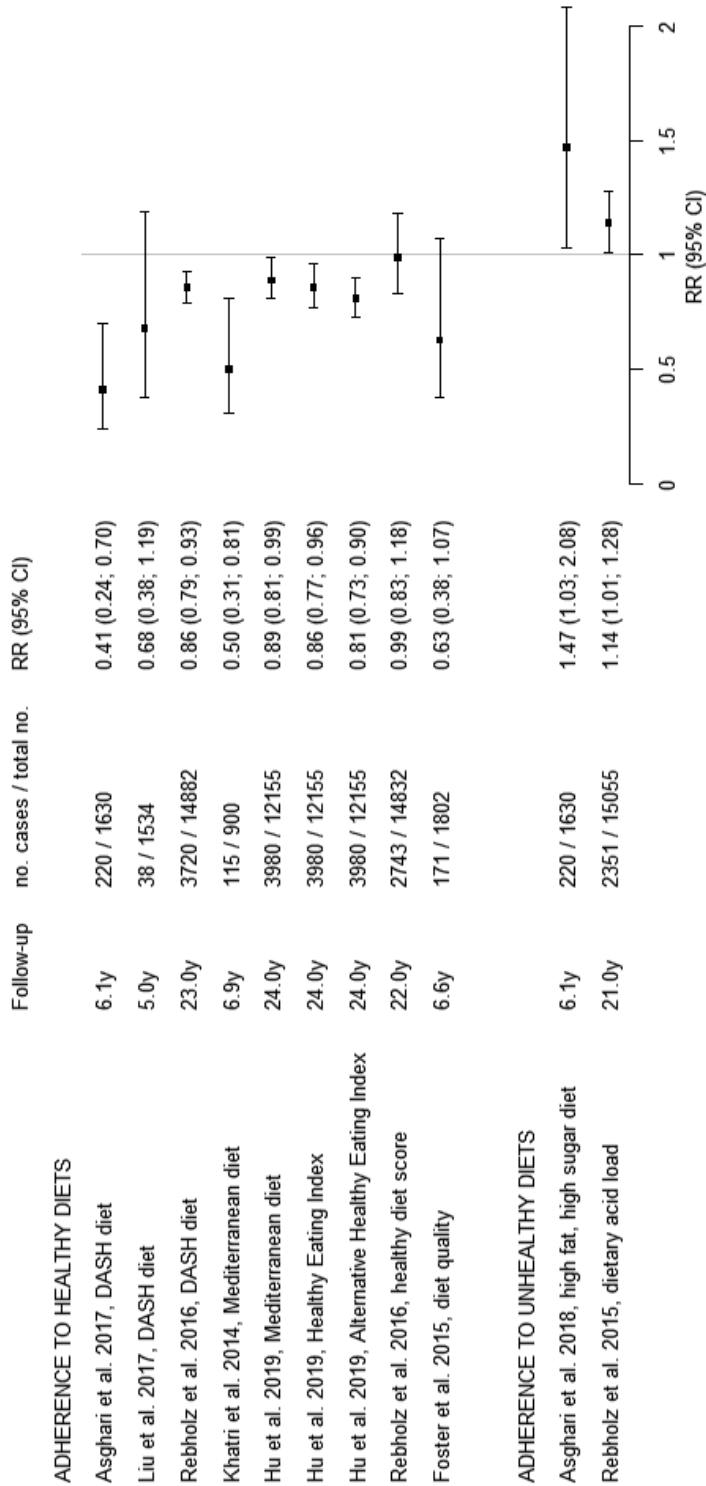 Follow-up no. cases / total no. RR (95% CI)
ADHERENCE TO HEALTHY DIETS
Asghari et al. 2017, DASH diet 6.1y 220 / 1630 0.41 (0.24; 0.70)
Liu et al. 2017, DASH diet 5.0y 38 / 1534 0.68 (0.38; 1.19)
Rebholz et al. 2016, DASH diet 23.0y 3720 / 14882 0.86 (0.79; 0.93)
Khatri et al. 2014, Mediterranean diet 6.9y 115 / 900 0.50 (0.31; 0.81)
Hu et al. 2019, Mediterranean diet 24.0y 3980 / 12155 0.89 (0.81; 0.99)
Hu et al. 2019, Healthy Eating Index 24.0y 3980 / 12155 0.86 (0.77; 0.96)
Hu et al. 2019, Alternative Healthy Eating Index 24.0y 3980 / 12155 0.81 (0.73; 0.90)
Rebholz et al. 2016, healthy diet score 22.0y 2743 / 14832 0.99 (0.83; 1.18)
Foster et al. 2015, diet quality 6.6y 171 / 1802 0.63 (0.38; 1.07)
ADHERENCE TO UNHEALTHY DIETS
Asghari et al. 2018, high fat, high sugar diet 6.1y 220 / 1630 1.47 (1.03; 2.08)
Rebholz et al. 2015, dietary acid load 21.0y 2351 / 15055 1.14 (1.01; 1.28)
0 0.5 1 1.5 2
RR (95% CI)